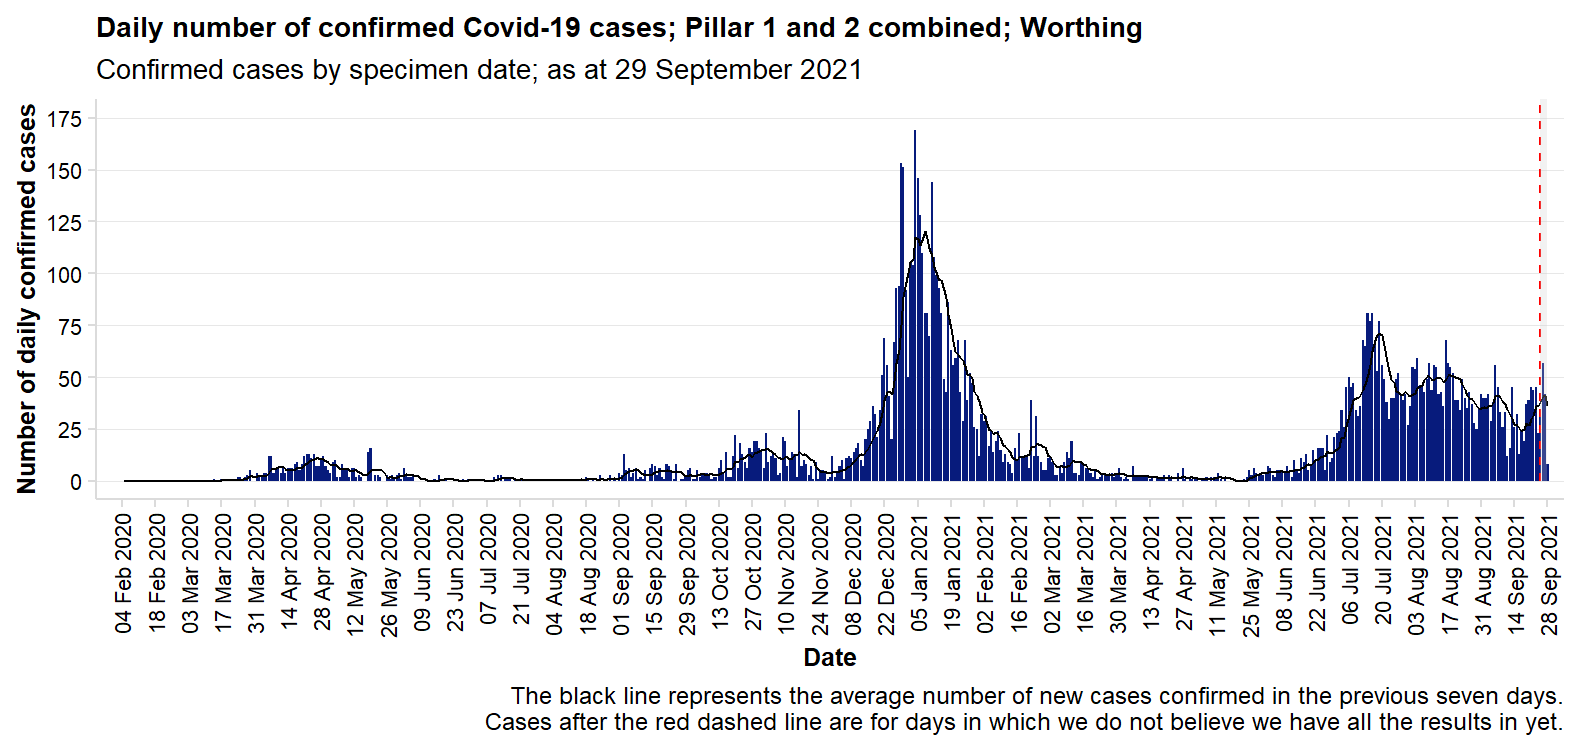 Daily number of confirmed Covid-19 cases; Pillar 1 and 2 combined; Worthing
Confirmed cases by specimen date; as at 29 September 2021
Number of daily confirmed cases
175
150
125
100
75
50
25
0
04 Feb 2020
18 Feb 2020
03 Mar 2020
17 Mar 2020
31 Mar 2020
14 Apr 2020
28 Apr 2020
12 May 2020
26 May 2020
09 Jun 2020
23 Jun 2020
07 Jul 2020
21 Jul 2020
04 Aug 2020
18 Aug 2020
01 Sep 2020
15 Sep 2020
29 Sep 2020
13 Oct 2020
27 Oct 2020
10 Nov 2020
24 Nov 2020
08 Dec 2020
22 Dec 2020
05 Jan 2021
19 Jan 2021
02 Feb 2021
16 Feb 2021
02 Mar 2021
16 Mar 2021
30 Mar 2021
13 Apr 2021
27 Apr 2021
11 May 2021
25 May 2021
08 Jun 2021
22 Jun 2021
06 Jul 2021
20 Jul 2021
03 Aug 2021
17 Aug 2021
31 Aug 2021
14 Sep 2021
28 Sep 2021
Date
The black line represents the average number of new cases confirmed in the previous seven days.
Cases after the red dashed line are for days in which we do not believe we have all the results in yet.